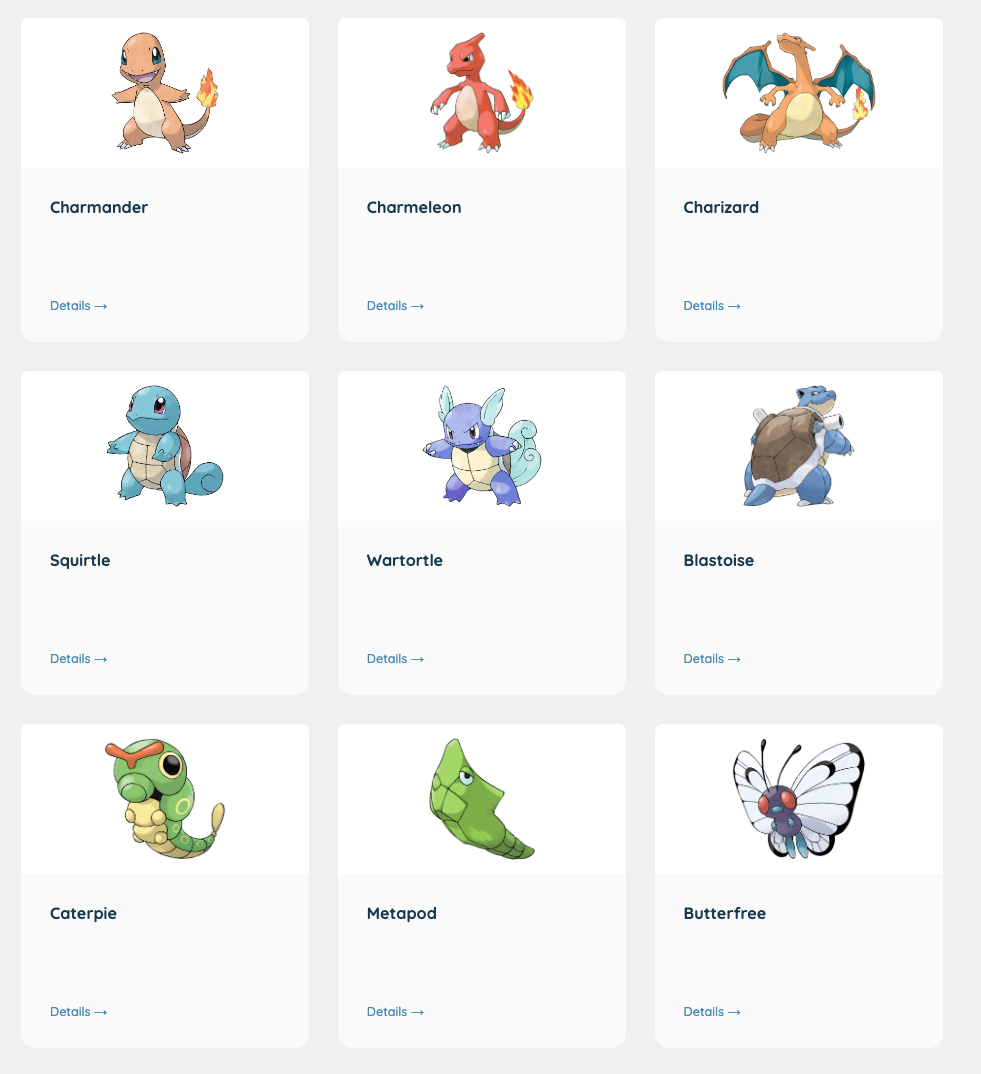 Charmander
Charmeleon
Charizard
Details →
Details →
Details →
Squirtle
Wartortle
Blastoise
Details →
Details →
Details →
Caterpie
Metapod
Butterfree
Details →
Details →
Details →